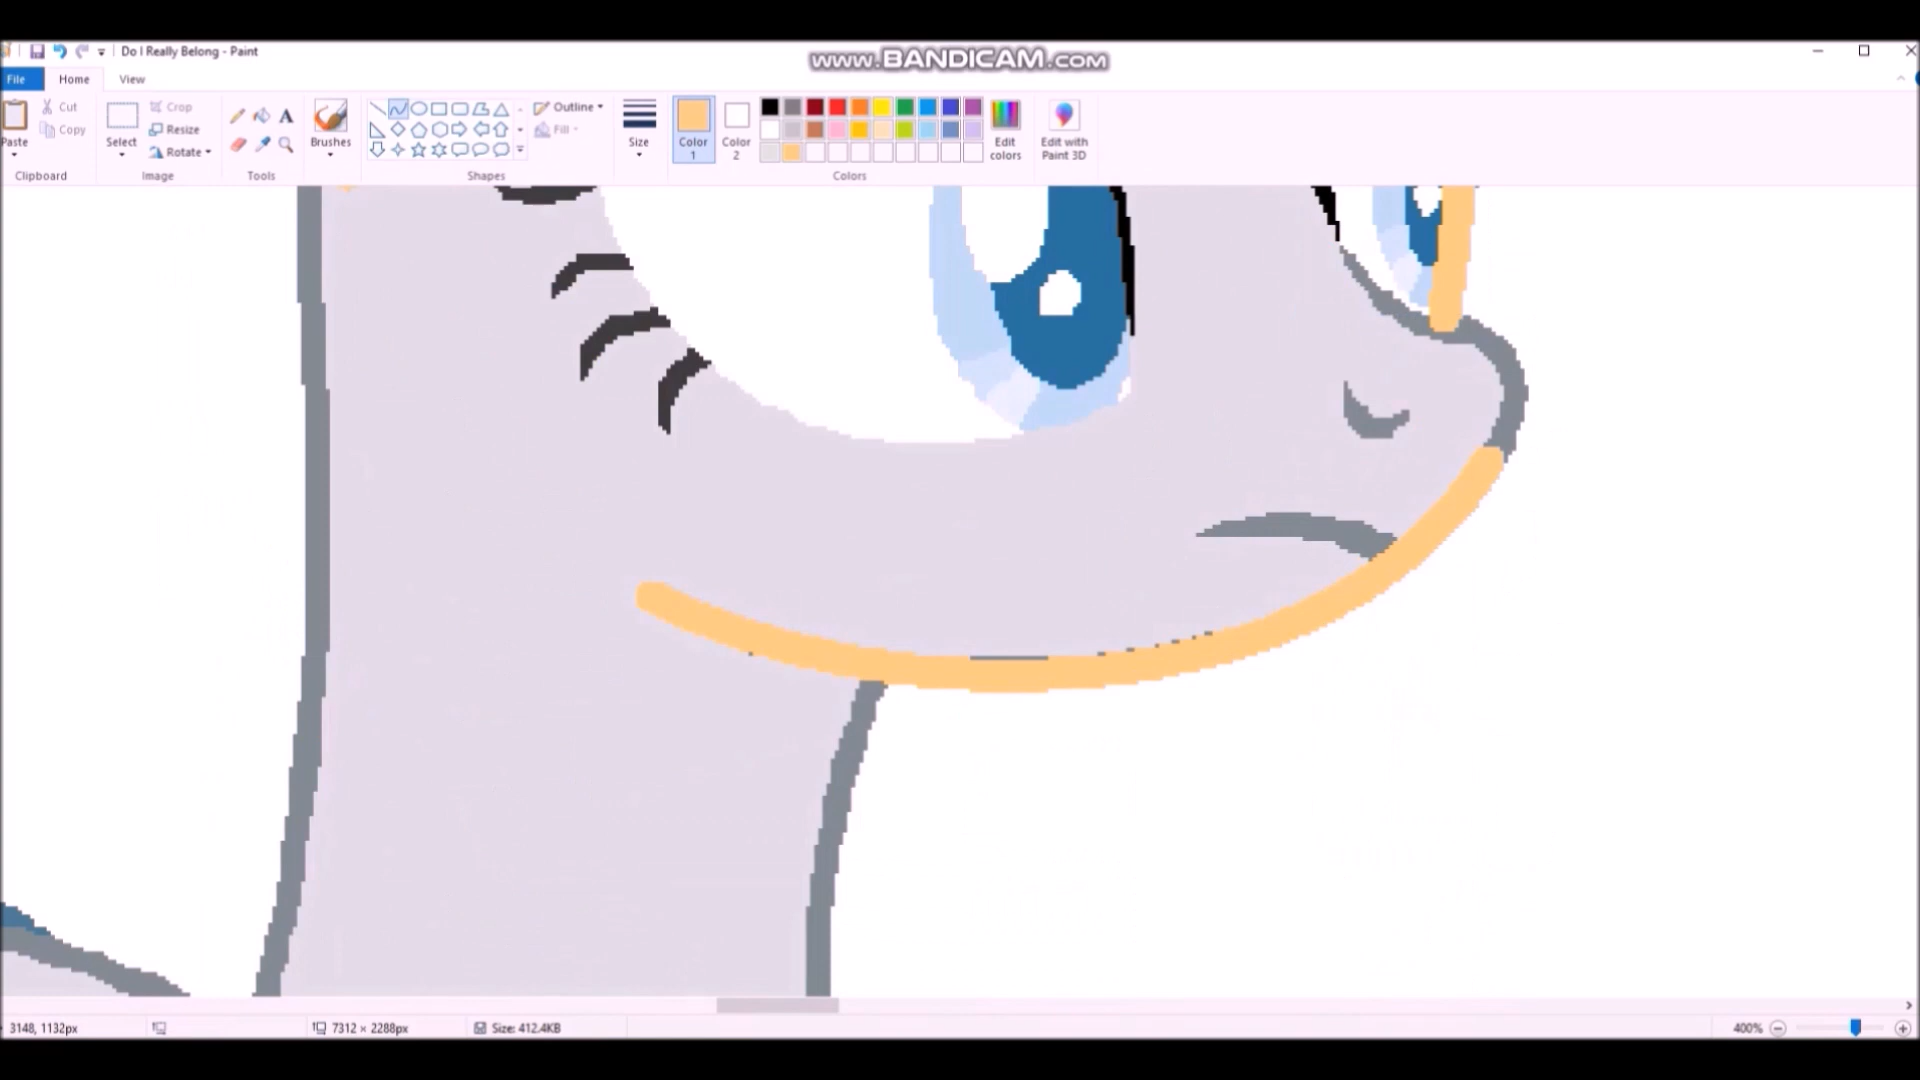 Do I Really Belong - Paint
www.BANDICAM.com
File Home View
Paste
Cut
Copy
Clipboard
Select
Crop
Resize
Rotate
Image
A
Tools
Brushes
Shapes
Outline
Fill
Size
Color 1
Color 2
Colors
Edit colors
Edit with Paint 3D
3148, 1132px
7312 × 2288px
Size: 412.4KB
400%